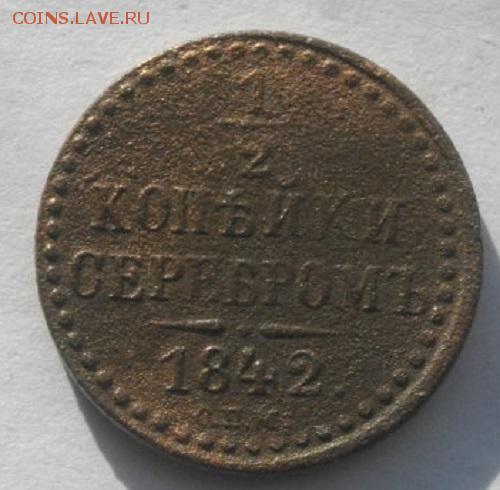 COINS.LAVE.RU
1
2
КОПѢЙКИ
СЕРЕБРОМЪ.
1842.